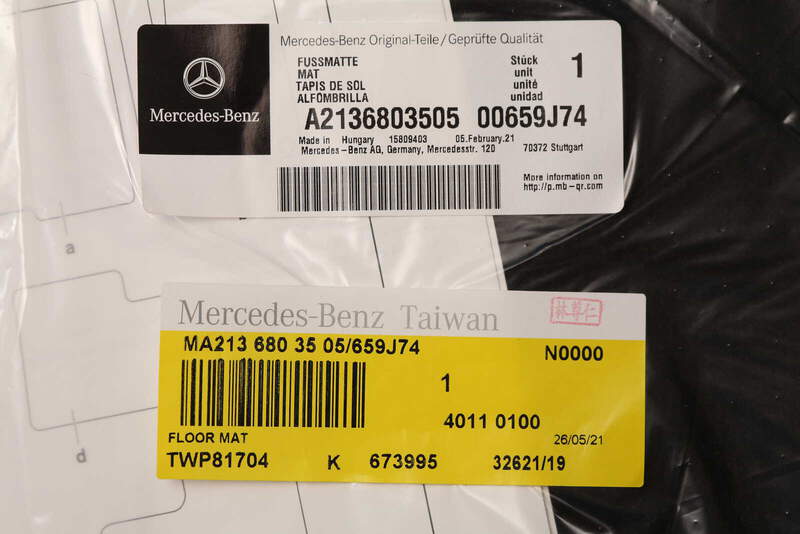 Mercedes-Benz Original-Teile/Geprüfte Qualität
Mercedes-Benz
FUSSMATTE
MAT
TAPIS DE SOL
ALFOMBRILLA
Stück
unit
unité
unidad
1
A2136803505 00659J74
Made in Hungary 15809403 05.February.21
Mercedes-Benz AG, Germany, Mercedesstr. 120 70372 Stuttgart
More information on
http://p.mb-qr.com
a
Mercedes-Benz Taiwan
林尊仁
MA213 680 35 05/659J74 N0000
1
4011 0100
FLOOR MAT 26/05/21
TWP81704 K 673995 32621/19
d